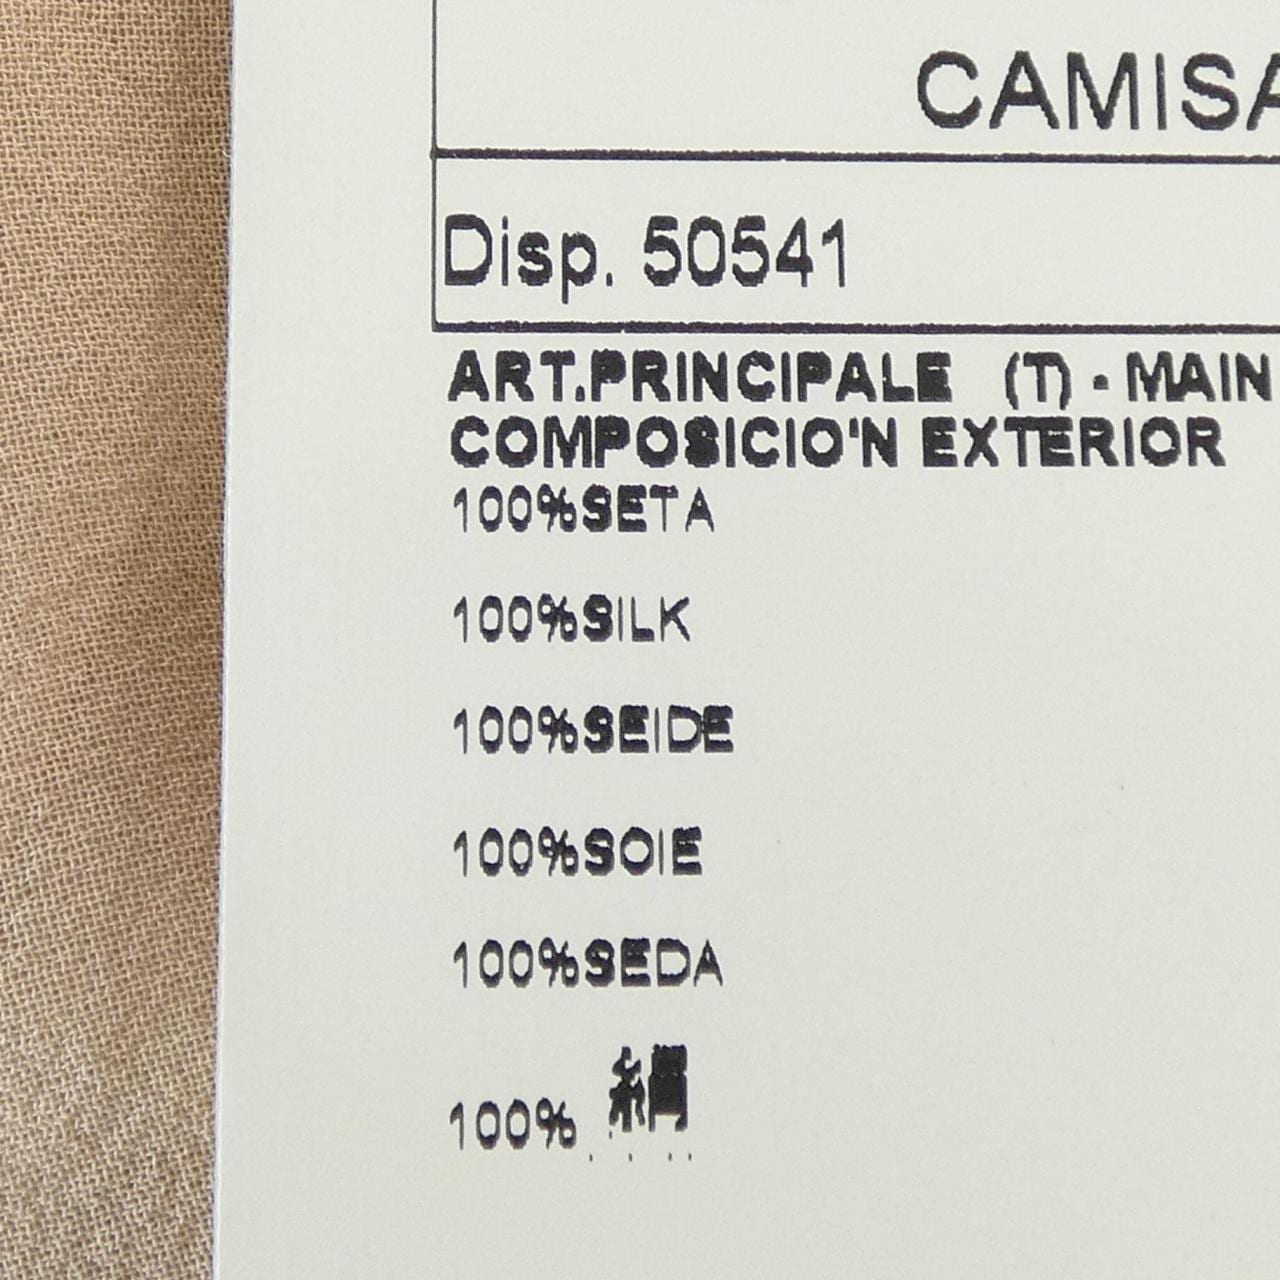 CAMISA
Disp. 50541
ART.PRINCIPALE (T) - MAIN
COMPOSICIO'N EXTERIOR
100%SETA
100%SILK
100%SEIDE
100%SOIE
100%SEDA
100% 絹